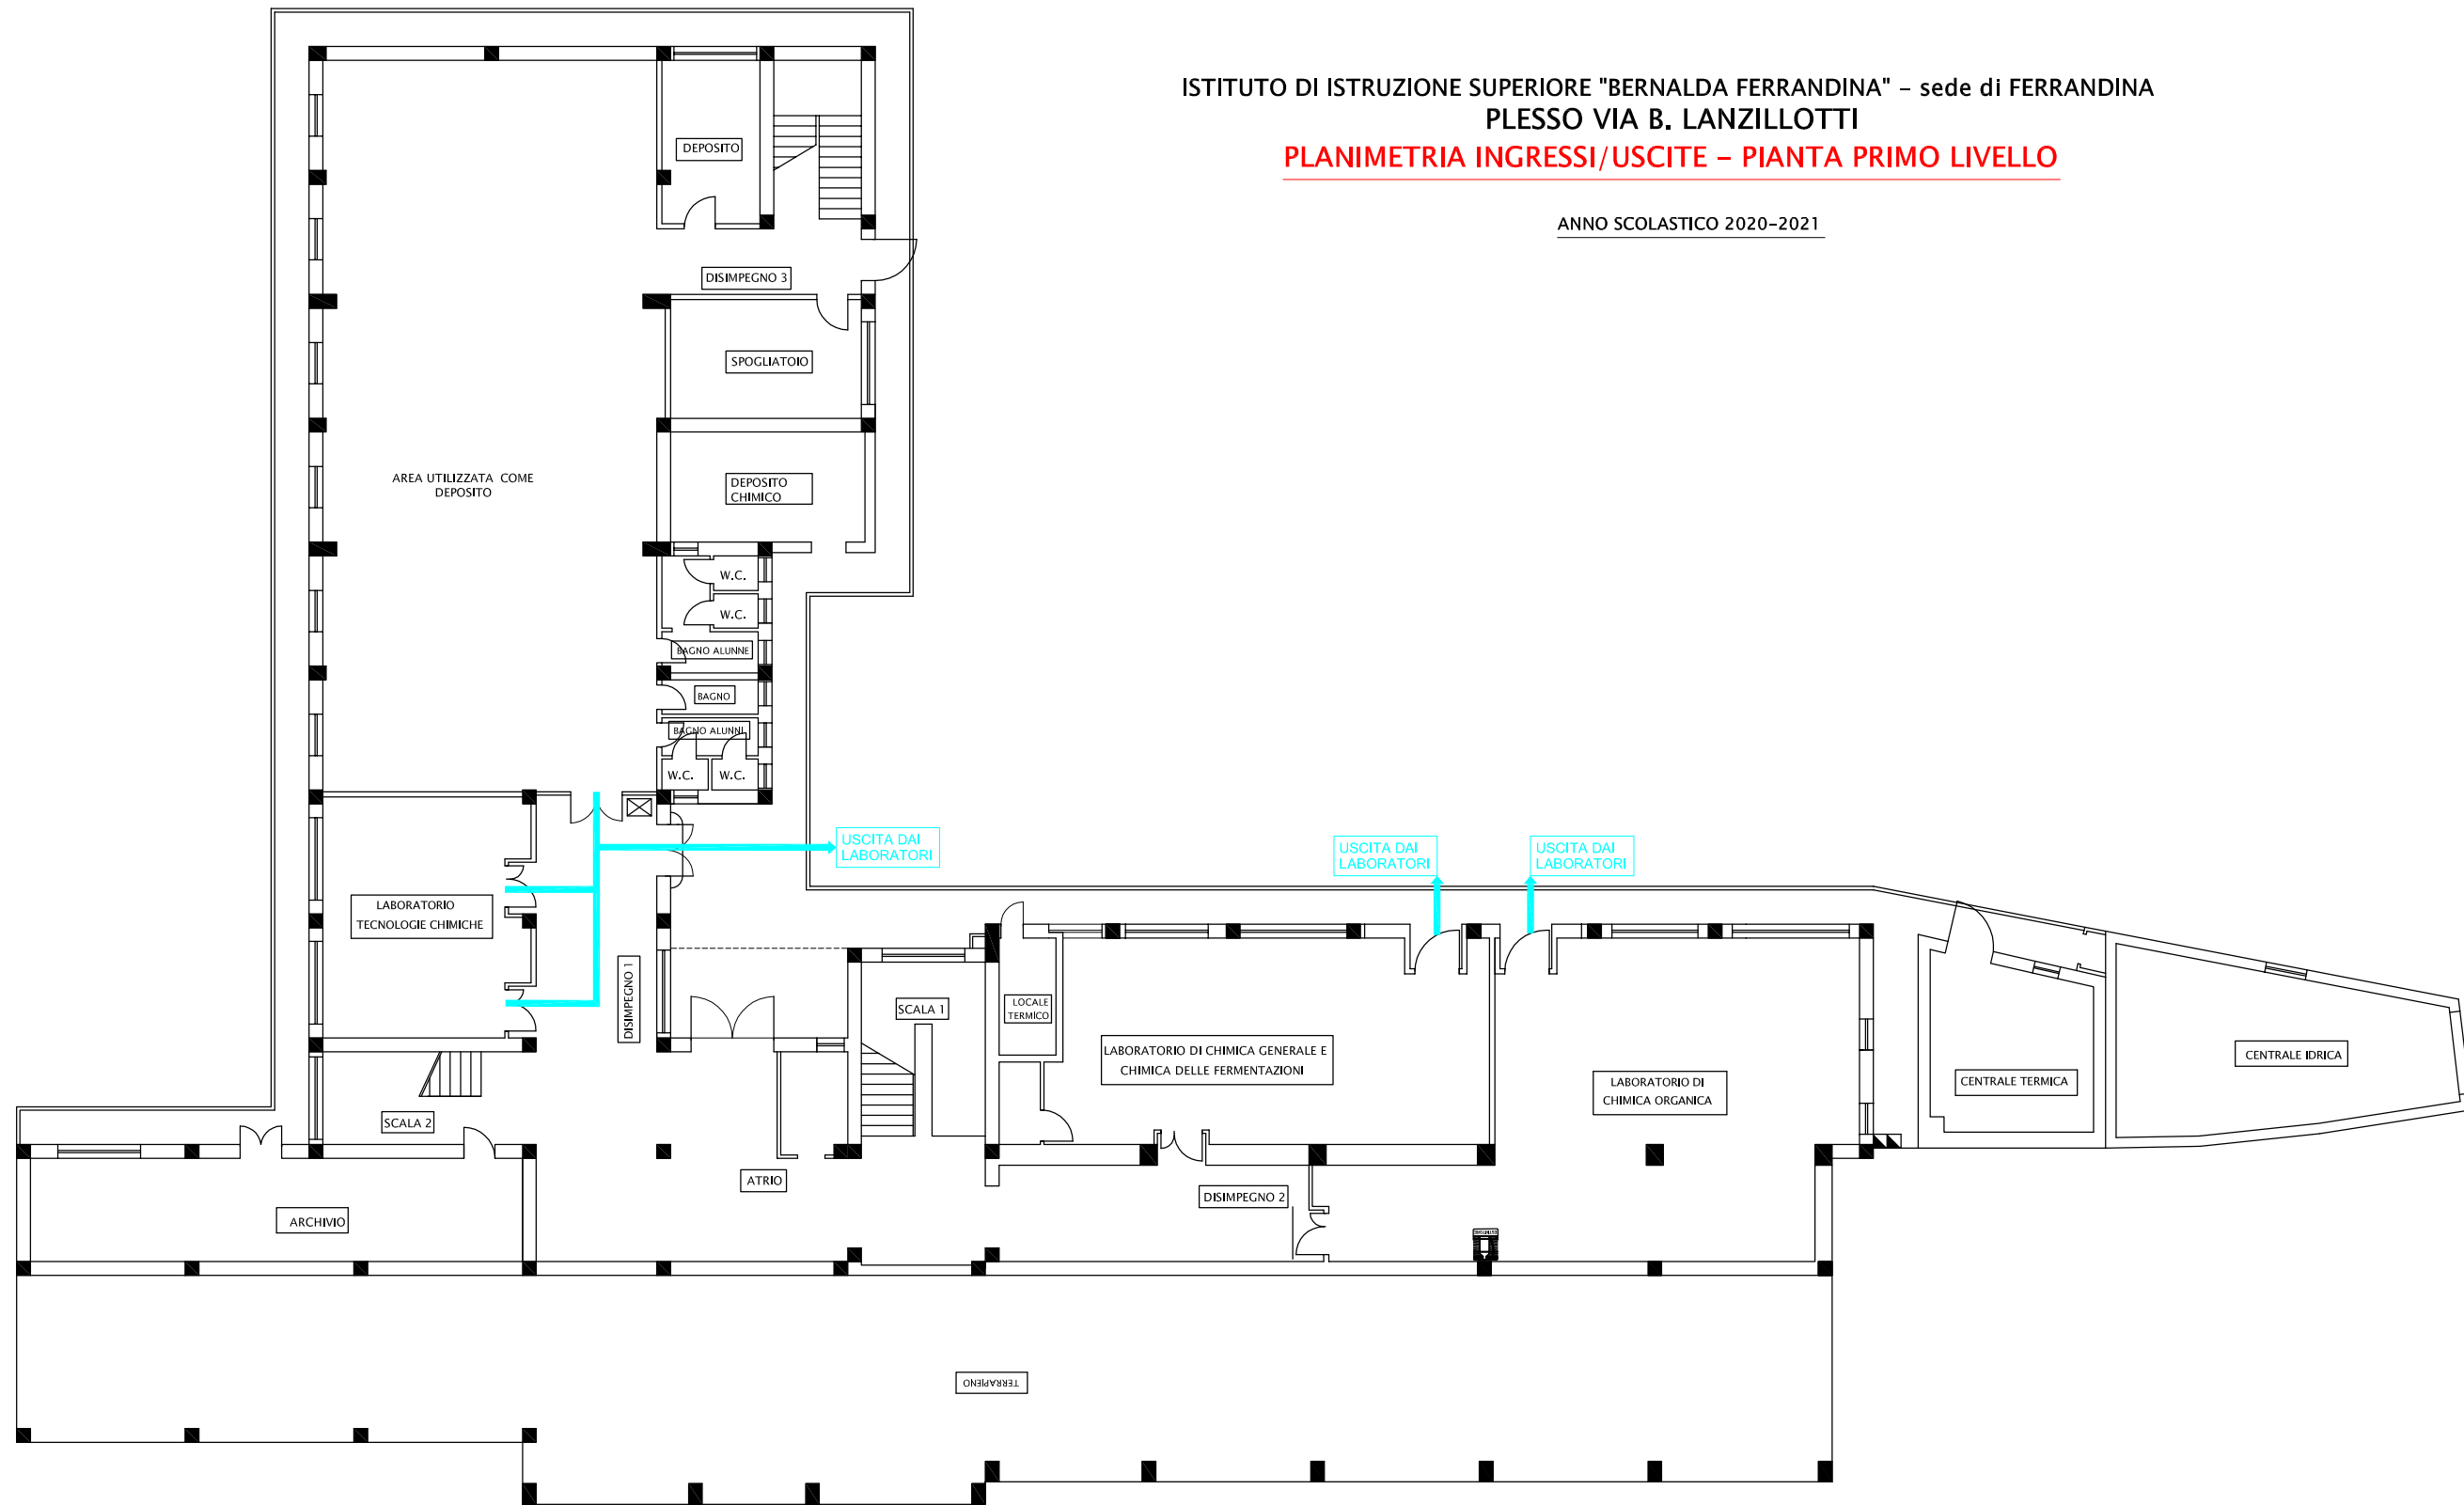 ISTITUTO DI ISTRUZIONE SUPERIORE "BERNALDA FERRANDINA" – sede di FERRANDINA
PLESSO VIA B. LANZILLOTTI
PLANIMETRIA INGRESSI/USCITE – PIANTA PRIMO LIVELLO
ANNO SCOLASTICO 2020-2021
DEPOSITO
DISIMPEGNO 3
SPOGLIATOIO
AREA UTILIZZATA COME
DEPOSITO
DEPOSITO
CHIMICO
W.C.
W.C.
BAGNO ALUNNE
BAGNO
BAGNO ALUNNI
W.C.
W.C.
USCITA DAI
LABORATORI
USCITA DAI
LABORATORI
USCITA DAI
LABORATORI
LABORATORIO
TECNOLOGIE CHIMICHE
DISIMPEGNO 1
SCALA 1
LOCALE
TERMICO
LABORATORIO DI CHIMICA GENERALE E
CHIMICA DELLE FERMENTAZIONI
LABORATORIO DI
CHIMICA ORGANICA
CENTRALE TERMICA
CENTRALE IDRICA
SCALA 2
ATRIO
DISIMPEGNO 2
ARCHIVIO
TERRAPIENO